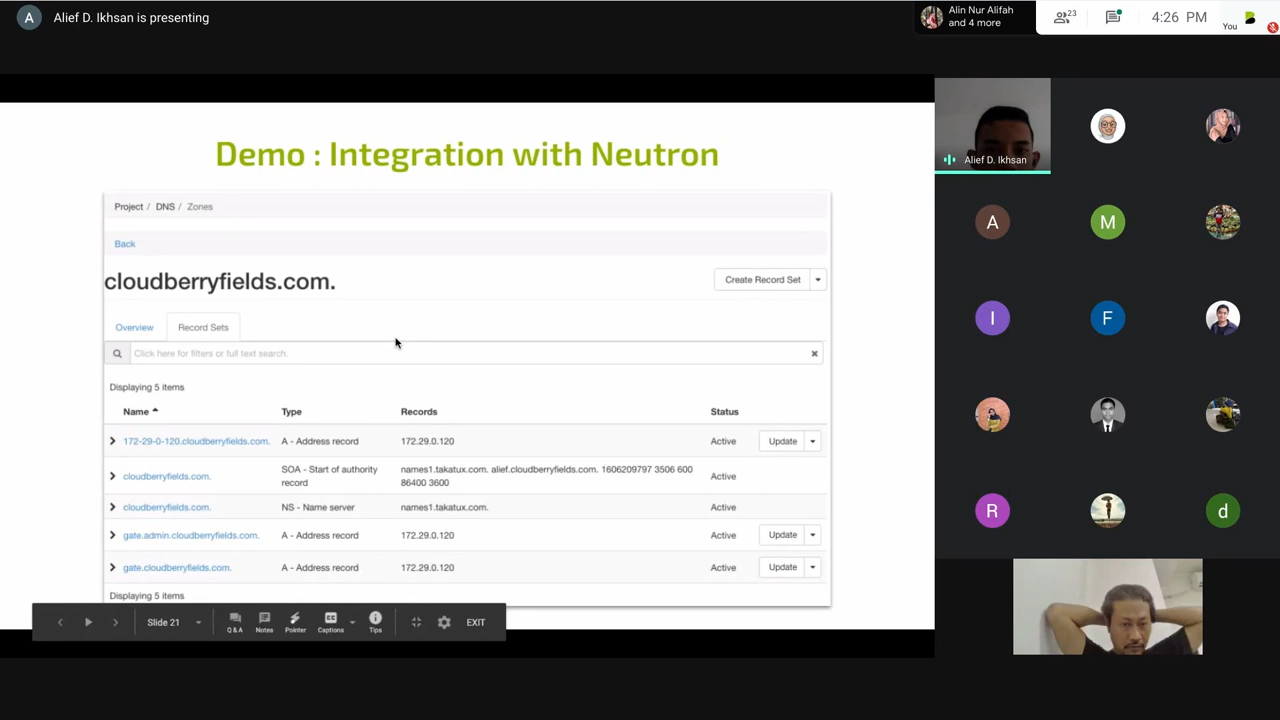 A
Alief D. Ikhsan is presenting
Alin Nur Alifah
and 4 more
23
4:26 PM
You
Demo : Integration with Neutron
Project / DNS / Zones
Back
cloudberryfields.com.
Create Record Set
Overview
Record Sets
Click here for filters or full text search.
Displaying 5 items
Name
Type
Records
Status
172-29-0-120.cloudberryfields.com.
A - Address record
172.29.0.120
Active
Update
cloudberryfields.com.
SOA - Start of authority
record
names1.takatux.com. alief.cloudberryfields.com. 1606209797 3506 600
86400 3600
Active
cloudberryfields.com.
NS - Name server
names1.takatux.com.
Active
gate.admin.cloudberryfields.com.
A - Address record
172.29.0.120
Active
Update
gate.cloudberryfields.com.
A - Address record
172.29.0.120
Active
Update
Displaying 5 items
Slide 21
Q & A
Notes
Pointer
CC
Captions
Tips
EXIT
Alief D. Ikhsan
A
M
I
F
R
d